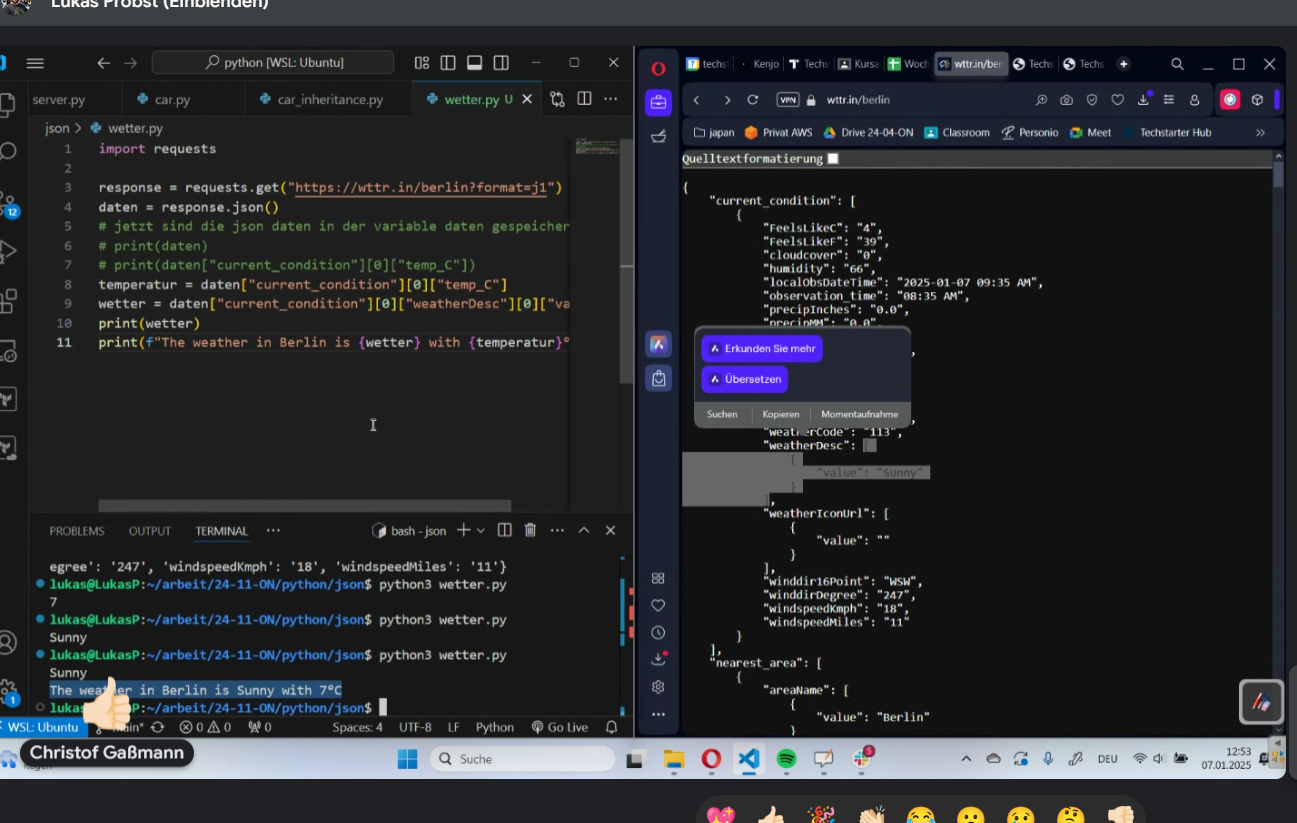 Lukas Probst (Einblenden)
python [WSL: Ubuntu]
server.py
car.py
car_inheritance.py
wetter.py U
json > wetter.py
1 import requests
2
3 response = requests.get("https://wttr.in/berlin?format=j1")
4 daten = response.json()
5 # jetzt sind die json daten in der variable daten gespeicher
6 # print(daten)
7 # print(daten["current_condition"][0]["temp_C"])
8 temperatur = daten["current_condition"][0]["temp_C"]
9 wetter = daten["current_condition"][0]["weatherDesc"][0]["va
10 print(wetter)
11 print(f"The weather in Berlin is {wetter} with {temperatur}°
PROBLEMS OUTPUT TERMINAL ··· bash - json
egree': '247', 'windspeedKmph': '18', 'windspeedMiles': '11'}
lukas@LukasP:~/arbeit/24-11-ON/python/json$ python3 wetter.py
7
lukas@LukasP:~/arbeit/24-11-ON/python/json$ python3 wetter.py
Sunny
lukas@LukasP:~/arbeit/24-11-ON/python/json$ python3 wetter.py
Sunny
The weather in Berlin is Sunny with 7°C
lukas@LukasP:~/arbeit/24-11-ON/python/json$
12
1
WSL: Ubuntu main* 0 0 0 Spaces: 4 UTF-8 LF Python Go Live
techs Kenjo Techs Kursa Woch wttr.in/ber Techs Techs
VPN wttr.in/berlin
japan Privat AWS Drive 24-04-ON Classroom Personio Meet Techstarter Hub
Quelltextformatierung
{
"current_condition": [
{
"FeelsLikeC": "4",
"FeelsLikeF": "39",
"cloudcover": "0",
"humidity": "66",
"localObsDateTime": "2025-01-07 09:35 AM",
"observation_time": "08:35 AM",
"precipInches": "0.0",
"precipMM": "0.0",
Erkunden Sie mehr
Übersetzen
Suchen Kopieren Momentaufnahme
"weatherCode": "113",
"weatherDesc": [
{
"value": "Sunny"
}
],
"weatherIconUrl": [
{
"value": ""
}
],
"winddir16Point": "WSW",
"winddirDegree": "247",
"windspeedKmph": "18",
"windspeedMiles": "11"
}
],
"nearest_area": [
{
"areaName": [
{
"value": "Berlin"
}
Christof Gaßmann
Suche
5
DEU
12:53
07.01.2025